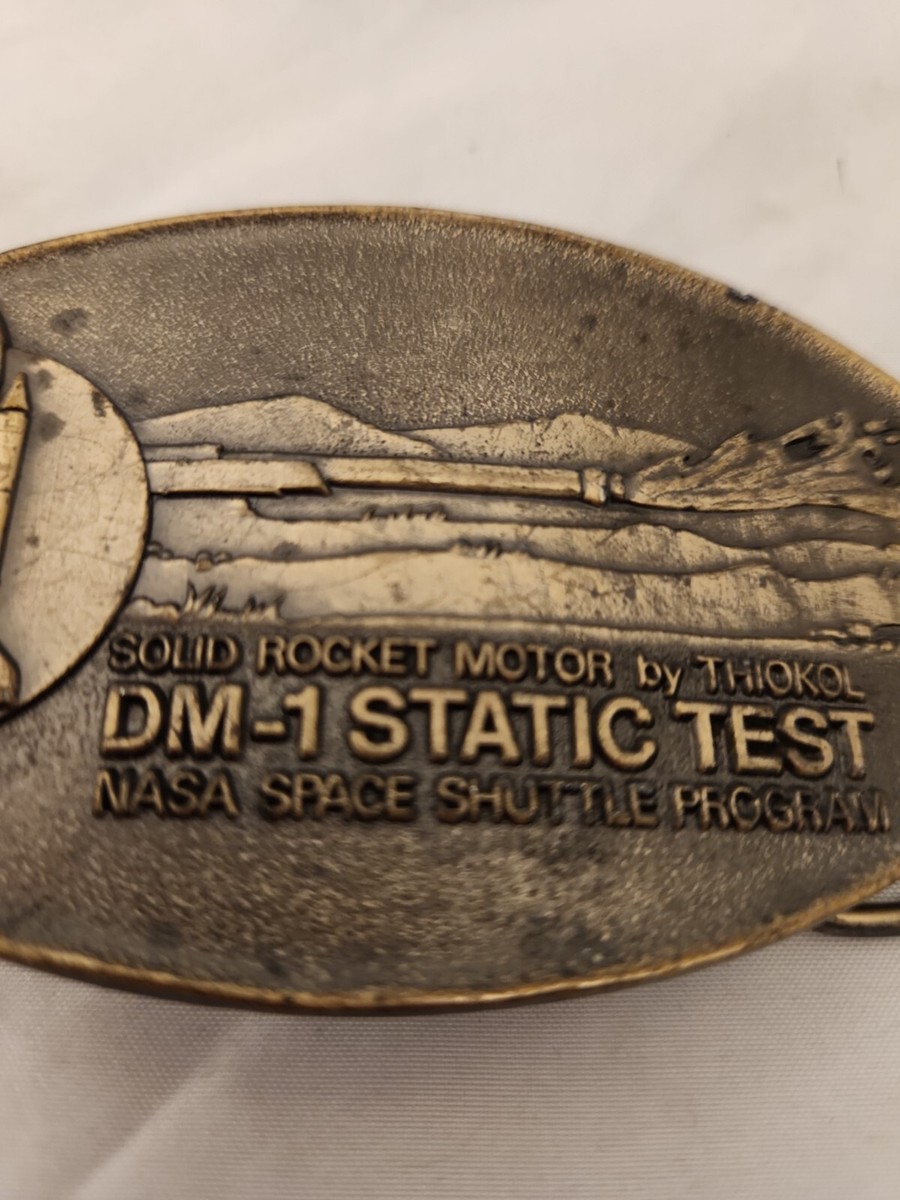 SOLID ROCKET MOTOR by THIOKOL
DM-1 STATIC TEST
NASA SPACE SHUTTLE PROGRAM